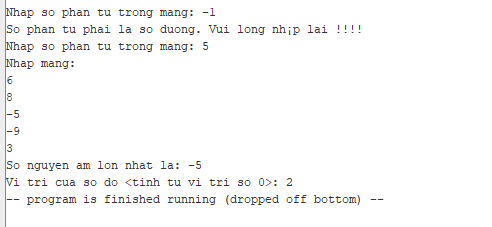 Nhap so phan tu trong mang: -1
So phan tu phai la so duong. Vui long nh¡p lai !!!!
Nhap so phan tu trong mang: 5
Nhap mang:
6
8
-5
-9
3
So nguyen am lon nhat la: -5
Vi tri cua so do <tinh tu vi tri so 0>: 2
-- program is finished running (dropped off bottom) --